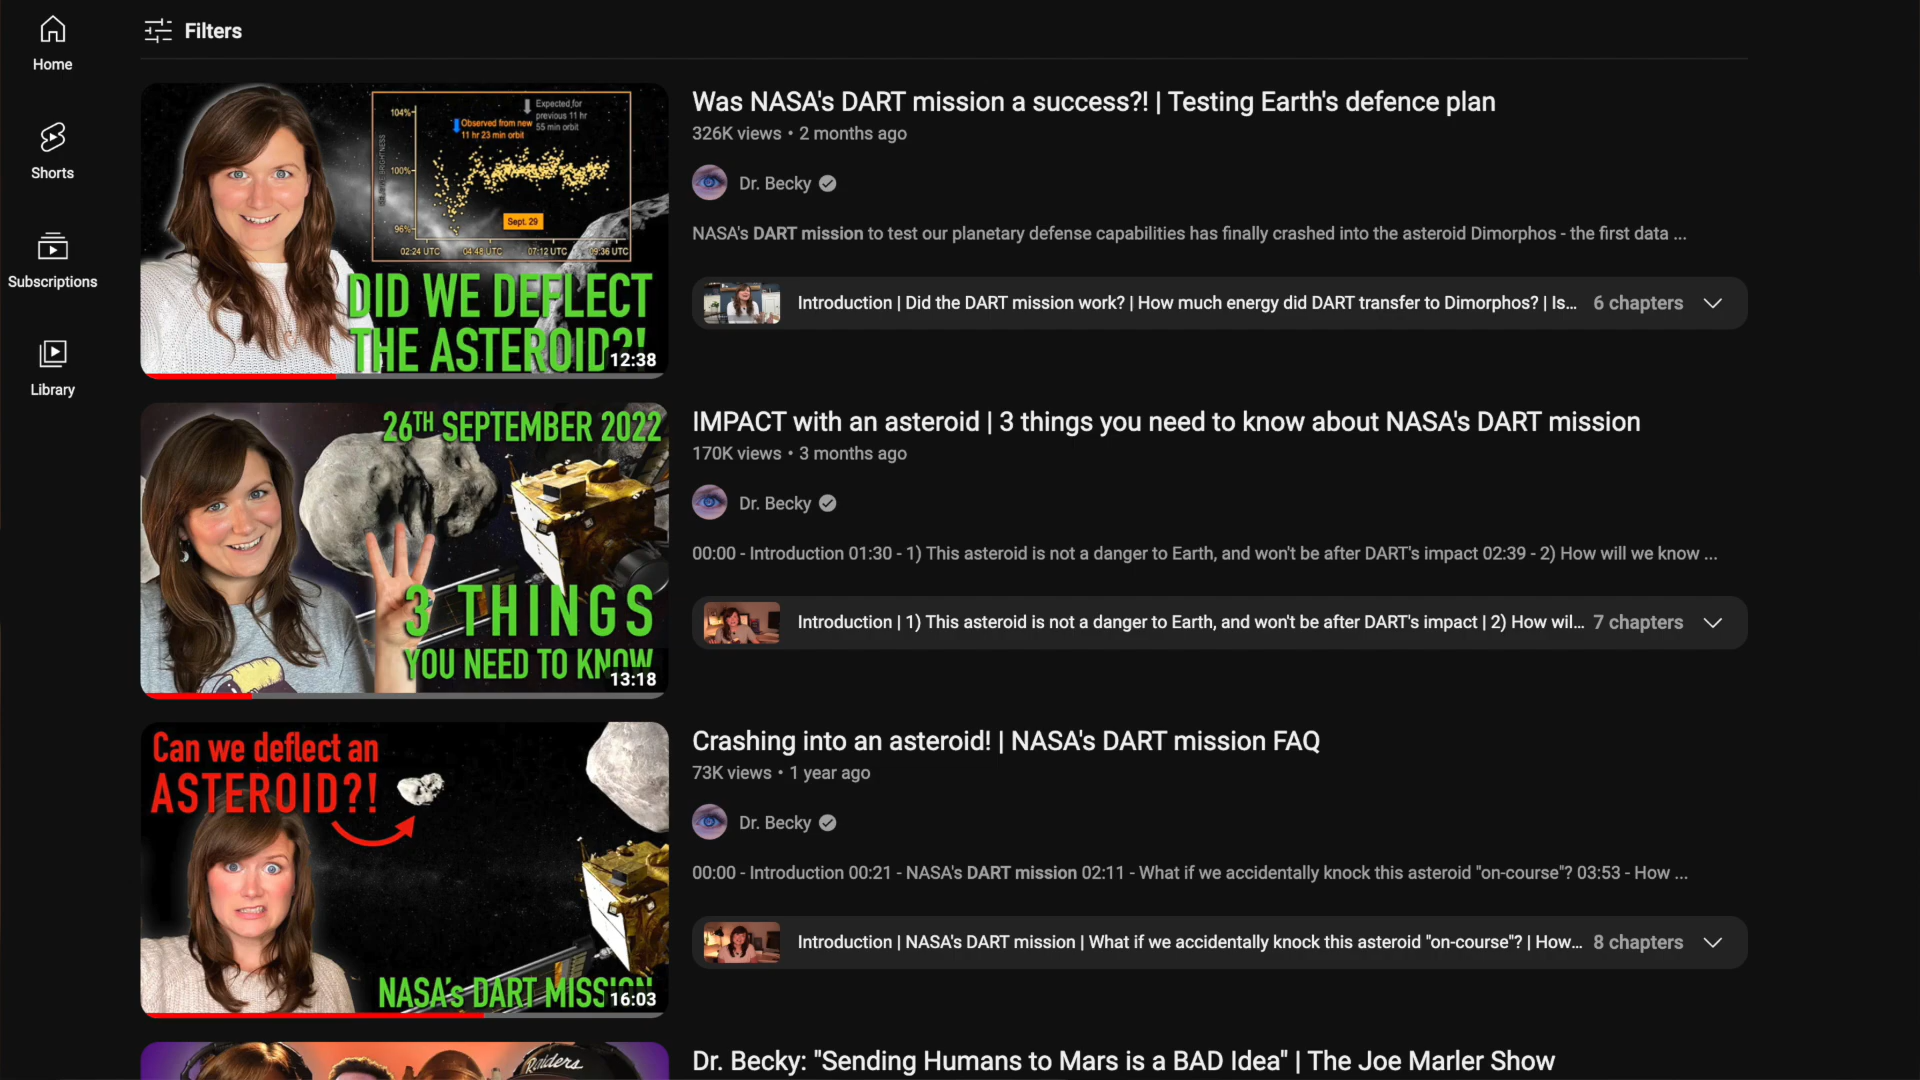 Home
Shorts
Subscriptions
Library
Filters
104%
100%
96%
Expected for
previous 11 hr
55 min orbit
Observed from new
11 hr 23 min orbit
Sept. 29
02:24 UTC 04:48 UTC 07:12 UTC 09:36 UTC
DID WE DEFLECT
THE ASTEROID?!
12:38
Was NASA's DART mission a success?! | Testing Earth's defence plan
326K views • 2 months ago
Dr. Becky
NASA's DART mission to test our planetary defense capabilities has finally crashed into the asteroid Dimorphos - the first data ...
Introduction | Did the DART mission work? | How much energy did DART transfer to Dimorphos? | Is... 6 chapters
26TH SEPTEMBER 2022
3 THINGS
YOU NEED TO KNOW
13:18
IMPACT with an asteroid | 3 things you need to know about NASA's DART mission
170K views • 3 months ago
Dr. Becky
00:00 - Introduction 01:30 - 1) This asteroid is not a danger to Earth, and won't be after DART's impact 02:39 - 2) How will we know ...
Introduction | 1) This asteroid is not a danger to Earth, and won't be after DART's impact | 2) How wil... 7 chapters
Can we deflect an
ASTEROID?!
NASA's DART MISSION
16:03
Crashing into an asteroid! | NASA's DART mission FAQ
73K views • 1 year ago
Dr. Becky
00:00 - Introduction 00:21 - NASA's DART mission 02:11 - What if we accidentally knock this asteroid "on-course"? 03:53 - How ...
Introduction | NASA's DART mission | What if we accidentally knock this asteroid "on-course"? | How... 8 chapters
Raiders
Dr. Becky: "Sending Humans to Mars is a BAD Idea" | The Joe Marler Show